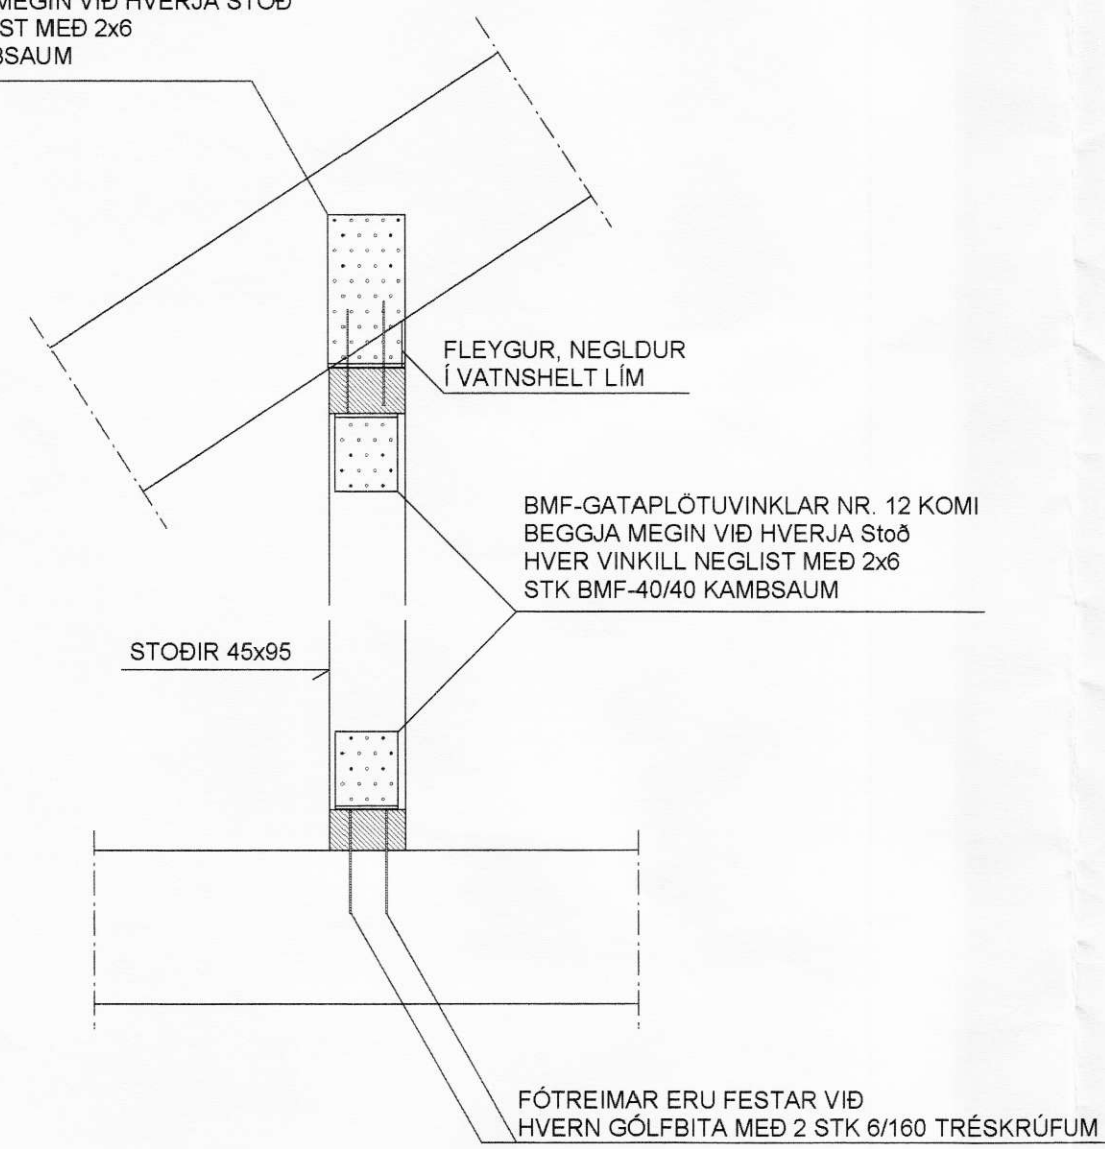 MEGIN VIÐ HVERJA STOÐ
ST MEÐ 2x6
BSAUM
FLEYGUR, NEGLDUR
Í VATNSHELT LÍM
BMF-GATAPLÖTUVINKLAR NR. 12 KOMI
BEGGJA MEGIN VIÐ HVERJA Stoð
HVER VINKILL NEGLIST MEÐ 2x6
STK BMF-40/40 KAMBSAUM
STOÐIR 45x95
FÓTREIMAR ERU FESTAR VIÐ
HVERN GÓLFBITA MEÐ 2 STK 6/160 TRÉSKRÚFUM